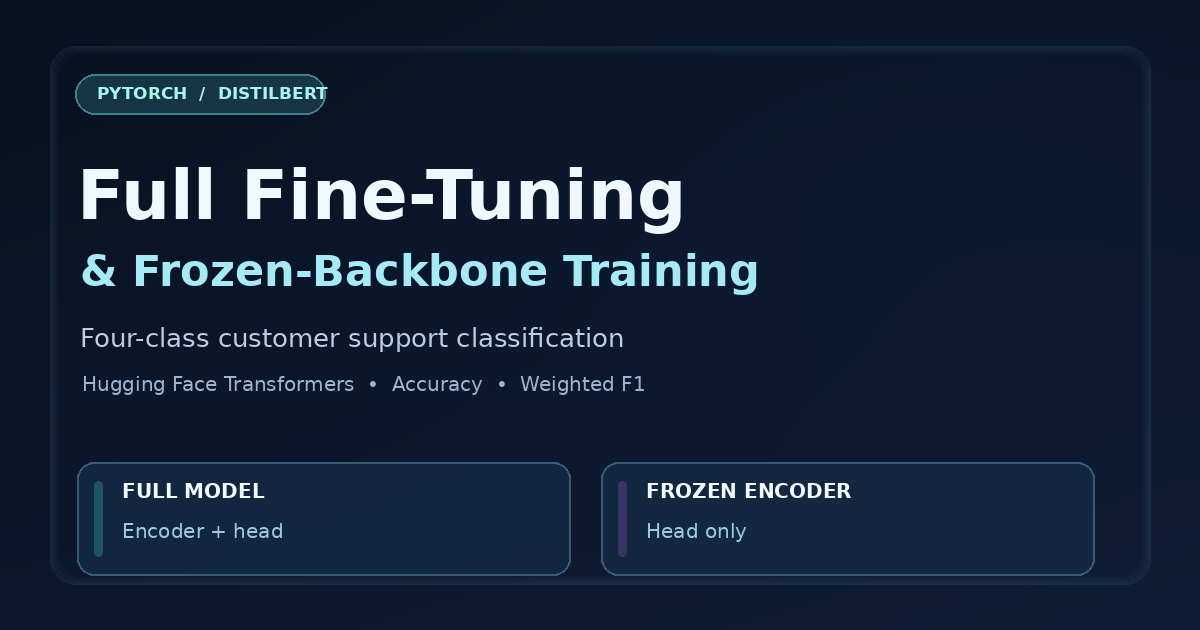 PYTORCH / DISTILBERT
Full Fine-Tuning
& Frozen-Backbone Training
Four-class customer support classification
Hugging Face Transformers • Accuracy • Weighted F1
FULL MODEL
Encoder + head
FROZEN ENCODER
Head only